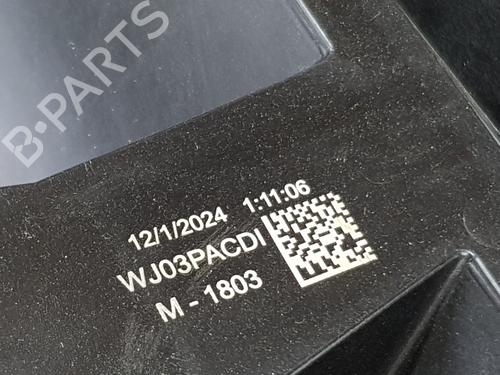 B-PARTS
12/1/2024 1:11:06
WJ03PACDI
M - 1803